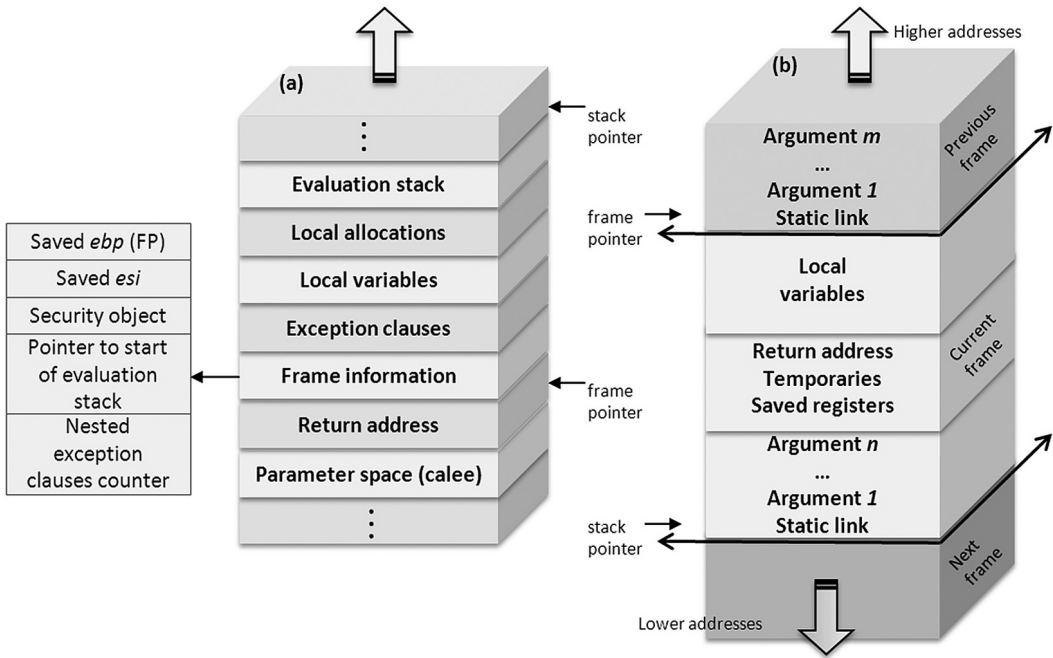 (a)
⋮
Evaluation stack
Local allocations
Local variables
Exception clauses
Frame information
Return address
Parameter space (calee)
⋮
stack
pointer
frame
pointer
Saved ebp (FP)
Saved esi
Security object
Pointer to start
of evaluation
stack
Nested
exception
clauses counter
(b)
Higher addresses
Argument m
...
Argument 1
Static link
Previous
frame
frame
pointer
Local
variables
Return address
Temporaries
Saved registers
Current
frame
Argument n
...
Argument 1
Static link
stack
pointer
Next
frame
Lower addresses